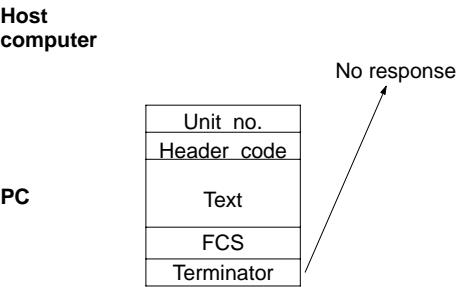 Host
computer
No response
Unit no.
Header code
PC
Text
FCS
Terminator